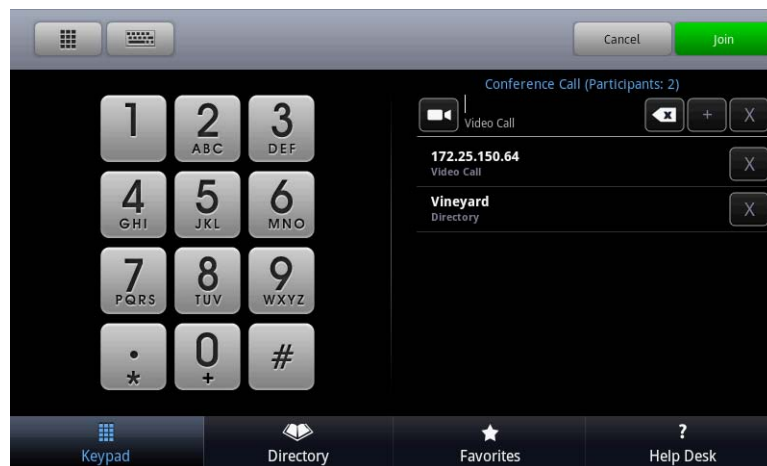 Cancel
Join
Conference Call (Participants: 2)
Video Call
x
+
X
172.25.150.64
Video Call
X
Vineyard
Directory
X
1
2
ABC
3
DEF
4
GHI
5
JKL
6
MNO
7
PQRS
8
TUV
9
WXYZ
.
*
0
+
#
Keypad
Directory
Favorites
?
Help Desk